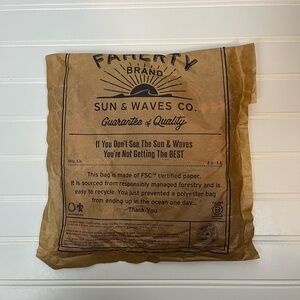 FAHERTY
BRAND
SUN & WAVES CO.
Guarantee of Quality
If You Don't See The Sun & Waves
You're Not Getting The BEST
This bag is made of FSC™ certified paper.
It is sourced from responsibly managed forestry and is
easy to recycle. You just prevented a polyester bag
from ending up in the ocean one day...
Thank You